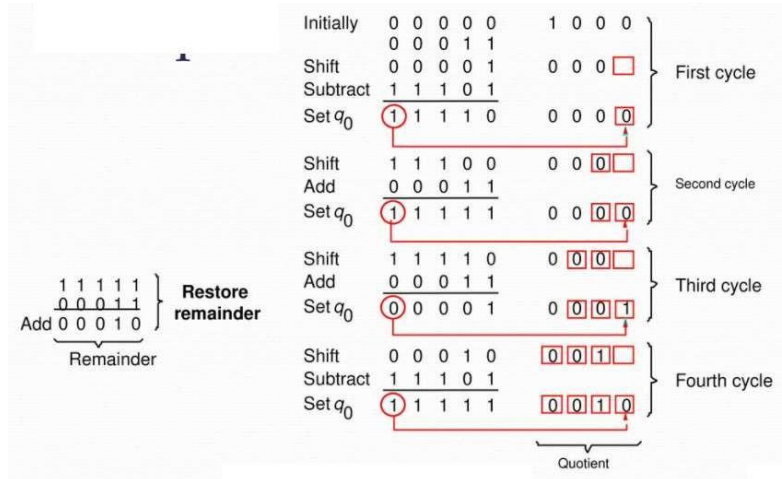 Initially 0 0 0 0 0 1 0 0 0
0 0 0 1 1
Shift 0 0 0 0 1 0 0 0
Subtract 1 1 1 0 1
Set q0 1 1 1 1 0 0 0 0 0
First cycle
Shift 1 1 1 0 0 0 0 0
Add 0 0 0 1 1
Set q0 1 1 1 1 1 0 0 0 0
Second cycle
Shift 1 1 1 1 0 0 0 0
Add 0 0 0 1 1
Set q0 0 0 0 0 1 0 0 0 1
Third cycle
Shift 0 0 0 1 0 0 0 1
Subtract 1 1 1 0 1
Set q0 1 1 1 1 1 0 0 1 0
Fourth cycle
Quotient
1 1 1 1 1
0 0 0 1 1
Add 0 0 0 1 0
Restore
remainder
Remainder